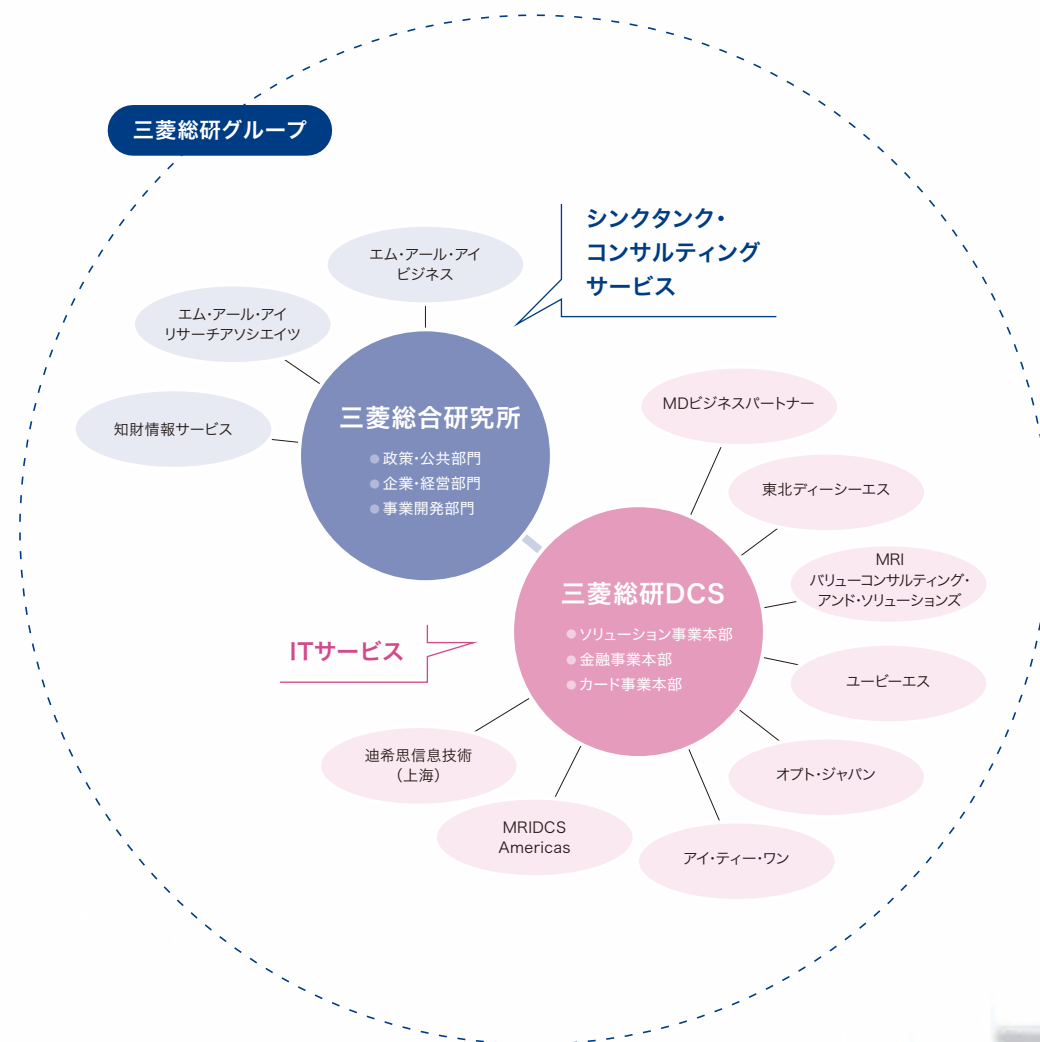 三菱総研グループ
シンクタンク・
コンサルティング
サービス
エム・アール・アイ
ビジネス
エム・アール・アイ
リサーチアソシエイツ
知財情報サービス
三菱総合研究所
●政策・公共部門
●企業・経営部門
●事業開発部門
MDビジネスパートナー
東北ディーシーエス
MRI
バリューコンサルティング・
アンド・ソリューションズ
三菱総研DCS
●ソリューション事業本部
●金融事業本部
●カード事業本部
ITサービス
ユービーエス
迪希思信息技術
（上海）
オプト・ジャパン
MRIDCS
Americas
アイ・ティー・ワン